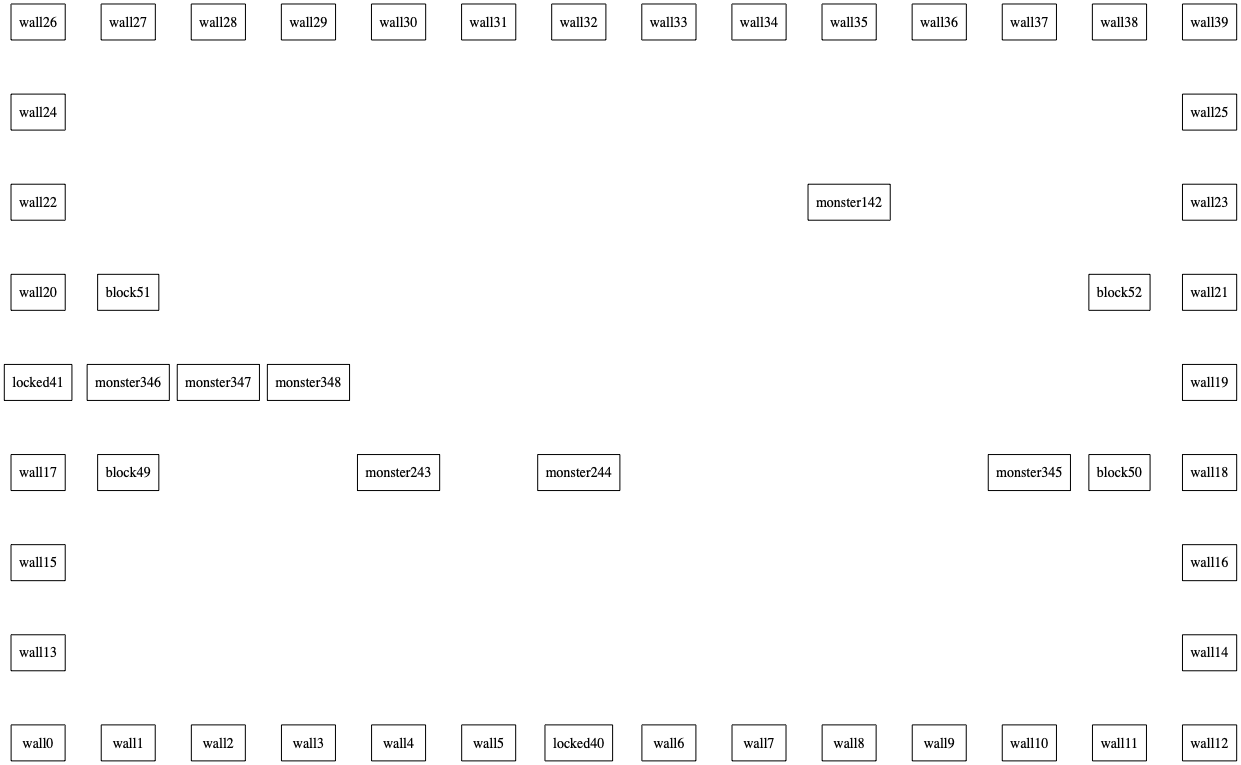 wall26 wall27 wall28 wall29 wall30 wall31 wall32 wall33 wall34 wall35 wall36 wall37 wall38 wall39
wall24 wall25
wall22 monster142 wall23
wall20 block51 block52 wall21
locked41 monster346 monster347 monster348 wall19
wall17 block49 monster243 monster244 monster345 block50 wall18
wall15 wall16
wall13 wall14
wall0 wall1 wall2 wall3 wall4 wall5 locked40 wall6 wall7 wall8 wall9 wall10 wall11 wall12